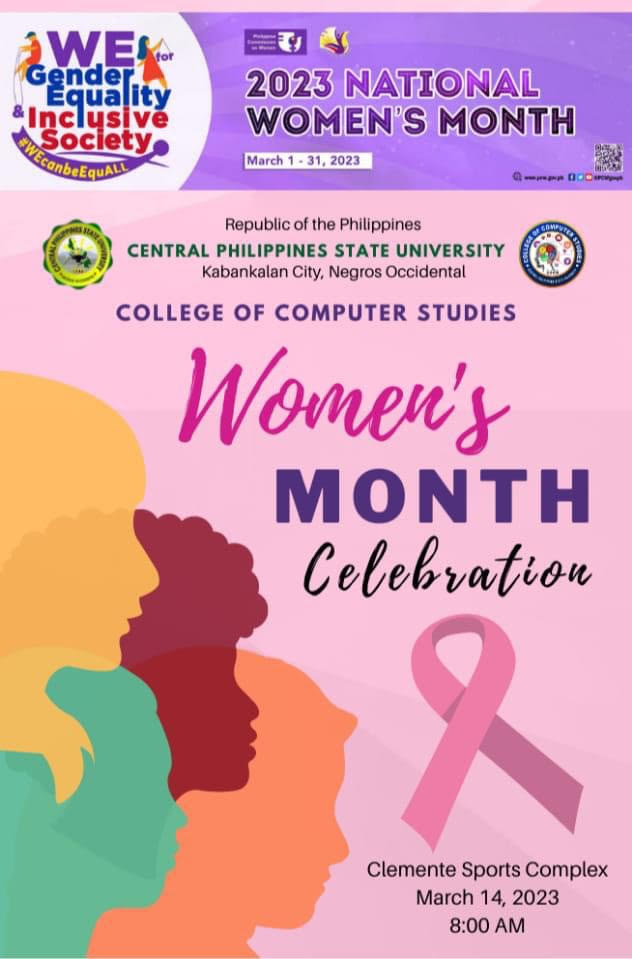 WE for
Gender
Equality
& Inclusive
Society
#WEcanbeEquALL
Philippine
Commission
on Women
2023 NATIONAL
WOMEN'S MONTH
March 1 - 31, 2023
www.pcw.gov.ph
Republic of the Philippines
CENTRAL PHILIPPINES STATE UNIVERSITY
Kabankalan City, Negros Occidental
CENTRAL PHILIPPINES STATE UNIVERSITY
COLLEGE OF COMPUTER STUDIES
COLLEGE OF COMPUTER STUDIES
Women's
MONTH
Celebration
Clemente Sports Complex
March 14, 2023
8:00 AM